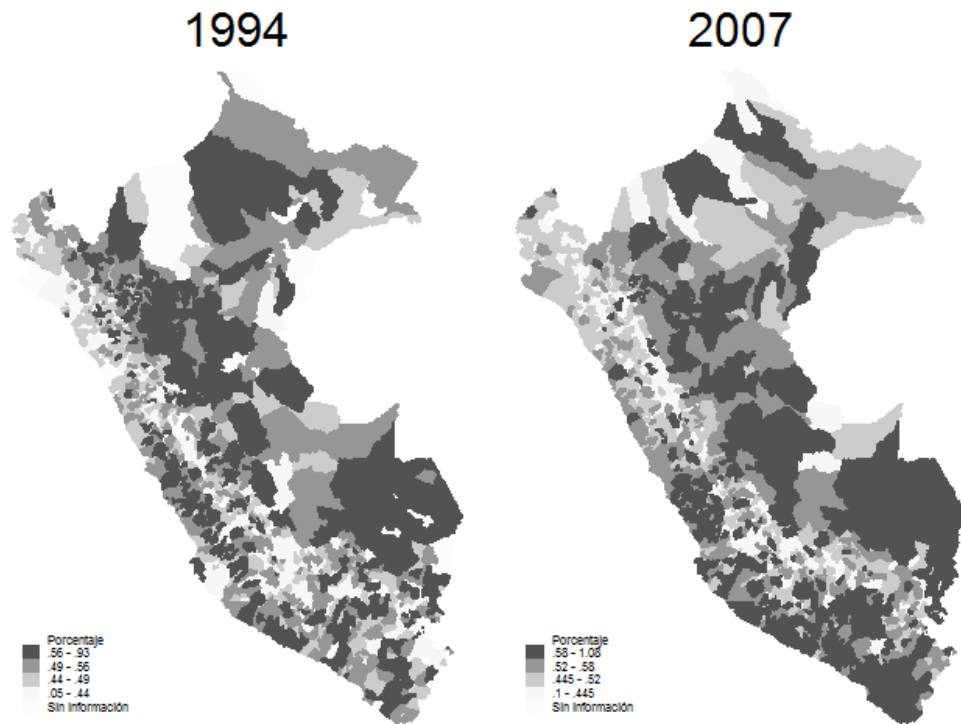 1994
2007
Porcentaje
.56 - .93
.49 - .56
.44 - .49
.05 - .44
Sin información
Porcentaje
.58 - 1.08
.52 - .58
.445 - .52
.1 - .445
Sin información